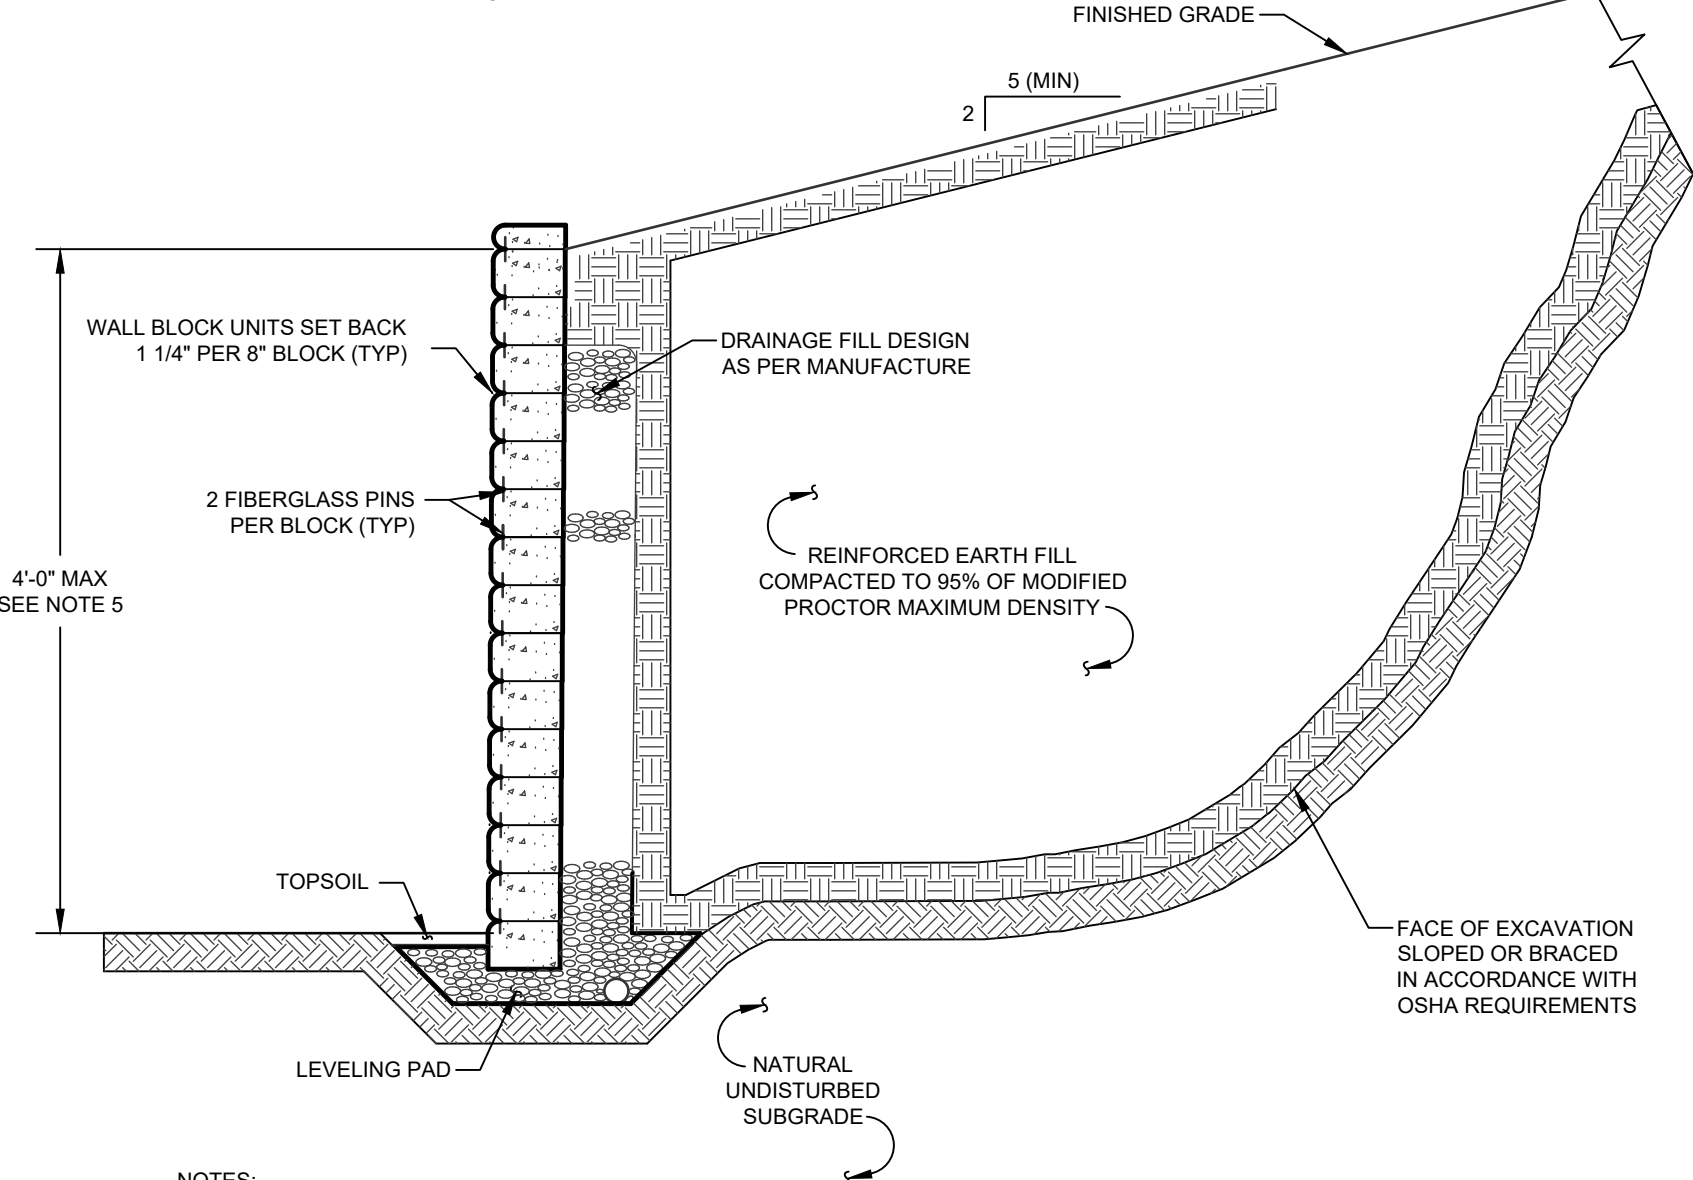 FINISHED GRADE
5 (MIN)
2
WALL BLOCK UNITS SET BACK
1 1/4" PER 8" BLOCK (TYP)
DRAINAGE FILL DESIGN
AS PER MANUFACTURE
2 FIBERGLASS PINS
PER BLOCK (TYP)
4'-0" MAX
SEE NOTE 5
REINFORCED EARTH FILL
COMPACTED TO 95% OF MODIFIED
PROCTOR MAXIMUM DENSITY
TOPSOIL
FACE OF EXCAVATION
SLOPED OR BRACED
IN ACCORDANCE WITH
OSHA REQUIREMENTS
LEVELING PAD
NATURAL
UNDISTURBED
SUBGRADE
NOTES: